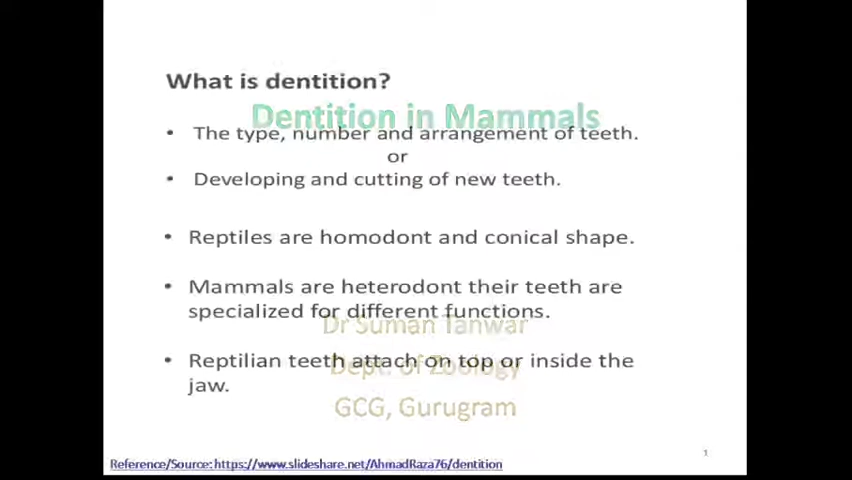 What is dentition?
Dentition in Mammals
• The type, number and arrangement of teeth.
or
• Developing and cutting of new teeth.
• Reptiles are homodont and conical shape.
• Mammals are heterodont their teeth are
specialized for different functions.
Dr Suman Tanwar
• Reptilian teeth attach on top or inside the
Dept. of Zoology
jaw.
GCG, Gurugram
1
Reference/Source: https://www.slideshare.net/AhmadRaza76/dentition